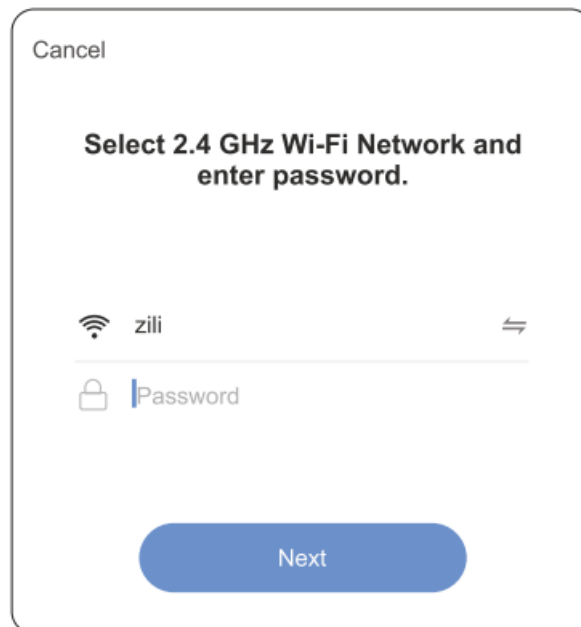 Cancel
Select 2.4 GHz Wi-Fi Network and
enter password.
zili
Password
Next